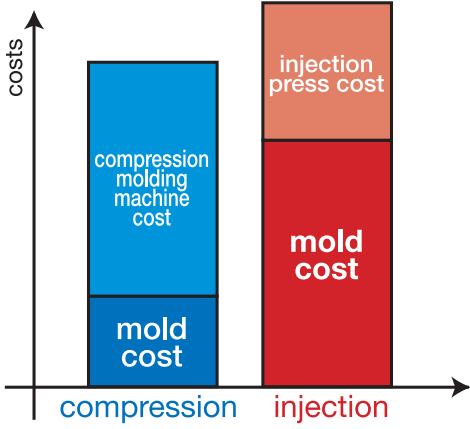 costs
compression
molding
machine
cost
mold
cost
injection
press cost
mold
cost
compression
injection